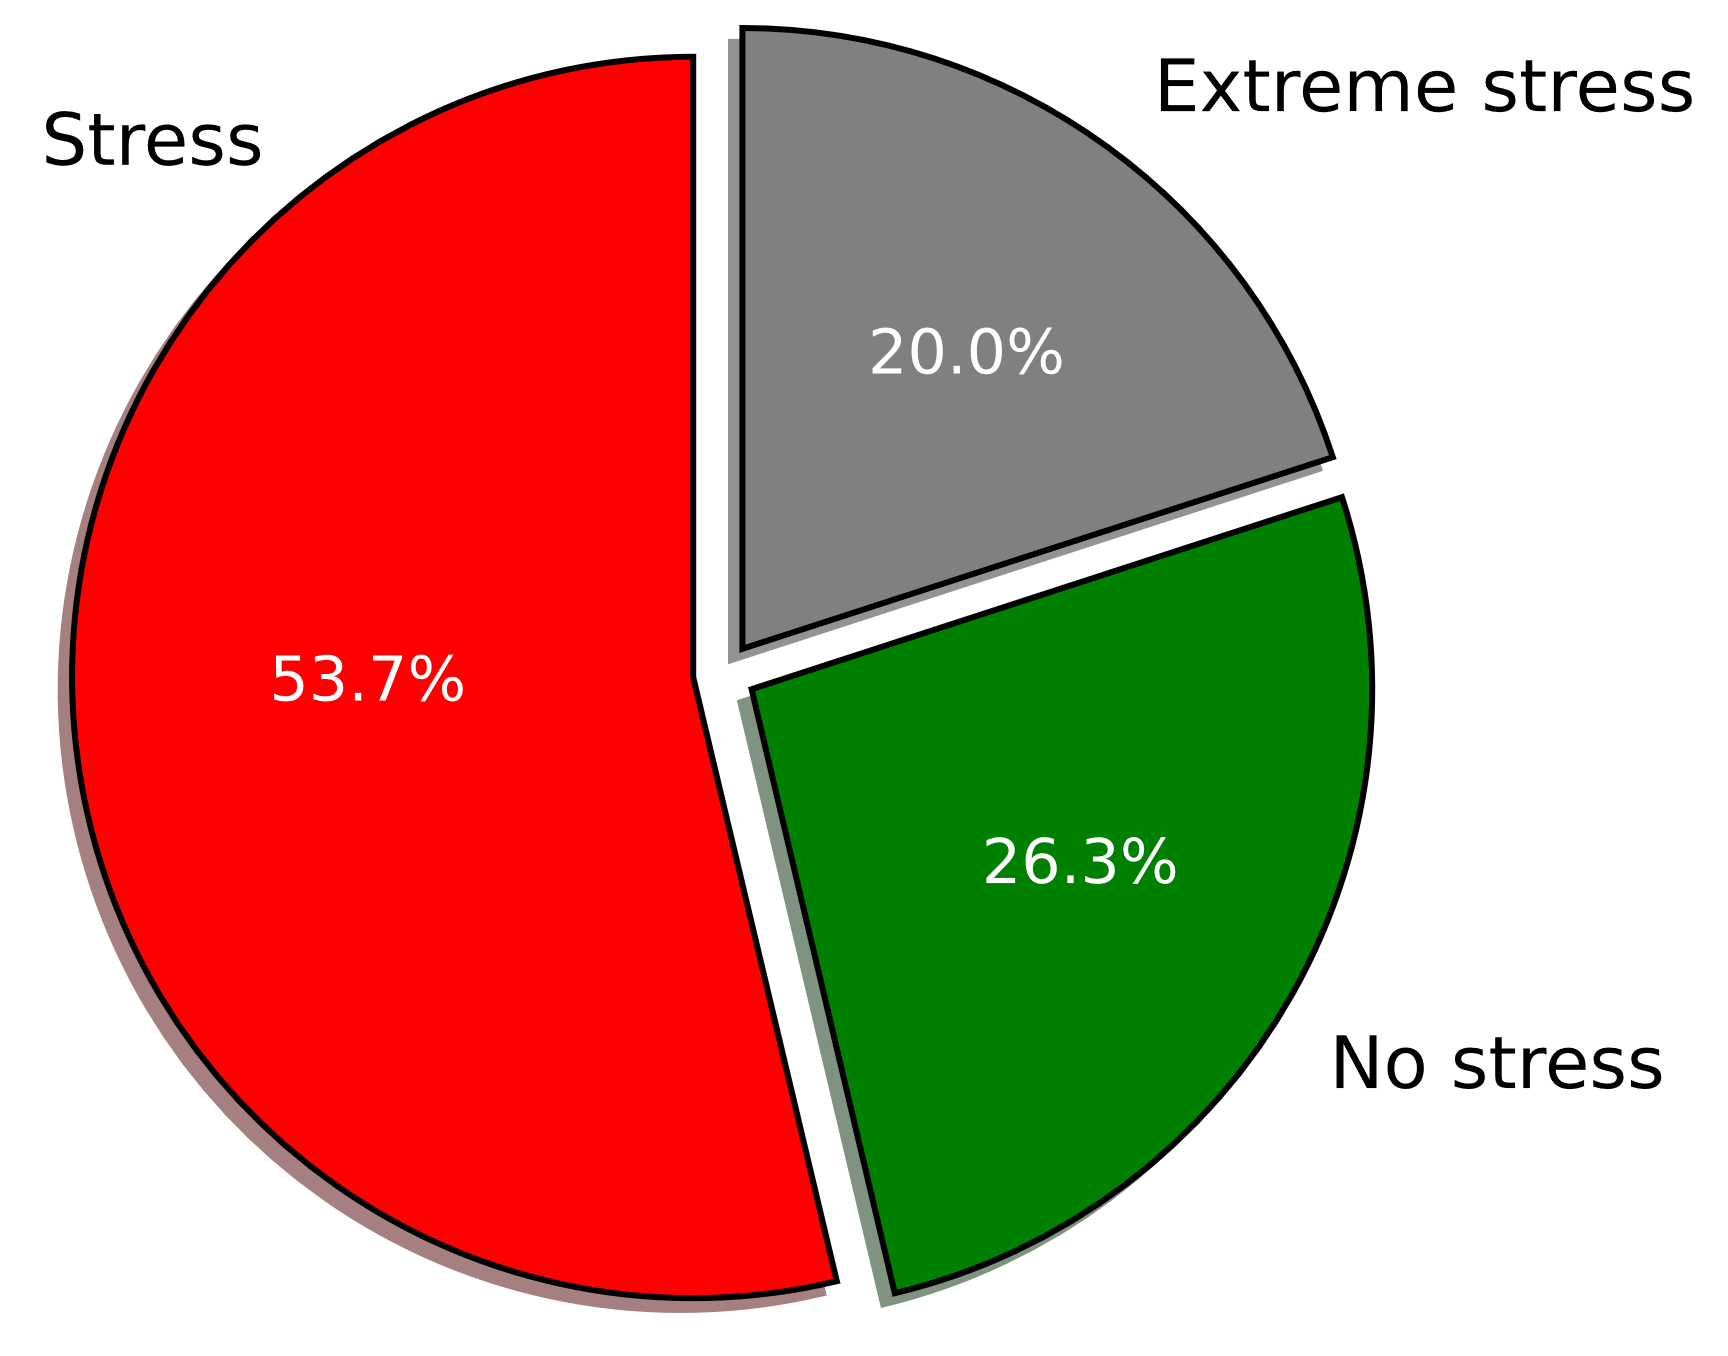 Extreme stress
Stress
20.0%
53.7%
26.3%
No stress